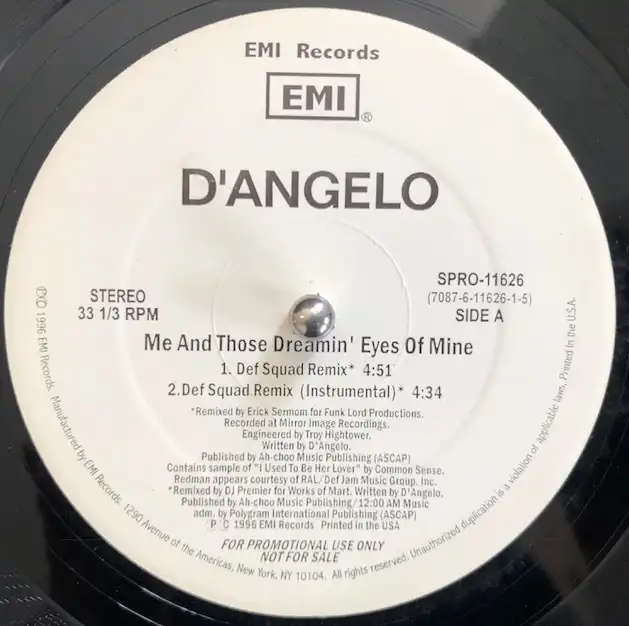 EMI Records
EMI®
D'ANGELO
STEREO
33 1/3 RPM
SPRO-11626
(7087-6-11626-1-5)
SIDE A
Me And Those Dreamin' Eyes Of Mine
1. Def Squad Remix* 4:51
2.Def Squad Remix (Instrumental)* 4:34
*Remixed by Erick Sermom for Funk Lord Productions.
Recorded at Mirror Image Recordings.
Engineered by Troy Hightower.
Written by D'Angelo.
Published by Ah-choo Music Publishing (ASCAP)
Contains sample of "I Used To Be Her Lover" by Common Sense.
Redman appears courtesy of RAL/Def Jam Music Group, Inc.
*Remixed by DJ Premier for Works of Mart. Written by D'Angelo.
Published by Ah-choo Music Publishing/12:00 AM Music
adm. by Polygram International Publishing (ASCAP)
℗ © 1996 EMI Records Printed in the USA
FOR PROMOTIONAL USE ONLY
NOT FOR SALE
℗© 1996 EMI Records. Manufactured by EMI Records. 1290 Avenue of the Americas, New York, NY 10104. All rights reserved. Unauthorized duplication is a violation of applicable laws. Printed in the U.S.A.